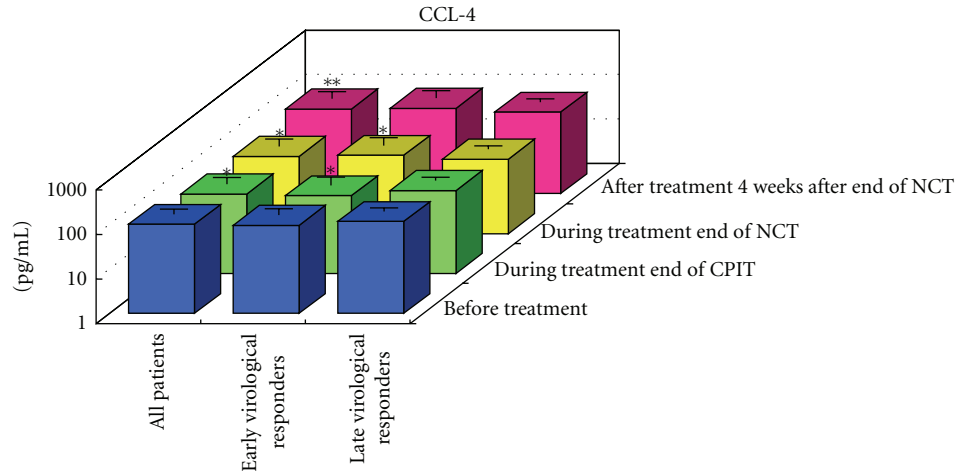 CCL-4
**
*
*
*
*
1000
100
10
1
(pg/mL)
After treatment 4 weeks after end of NCT
During treatment end of NCT
During treatment end of CPIT
Before treatment
All patients
Early virological
responders
Late virological
responders